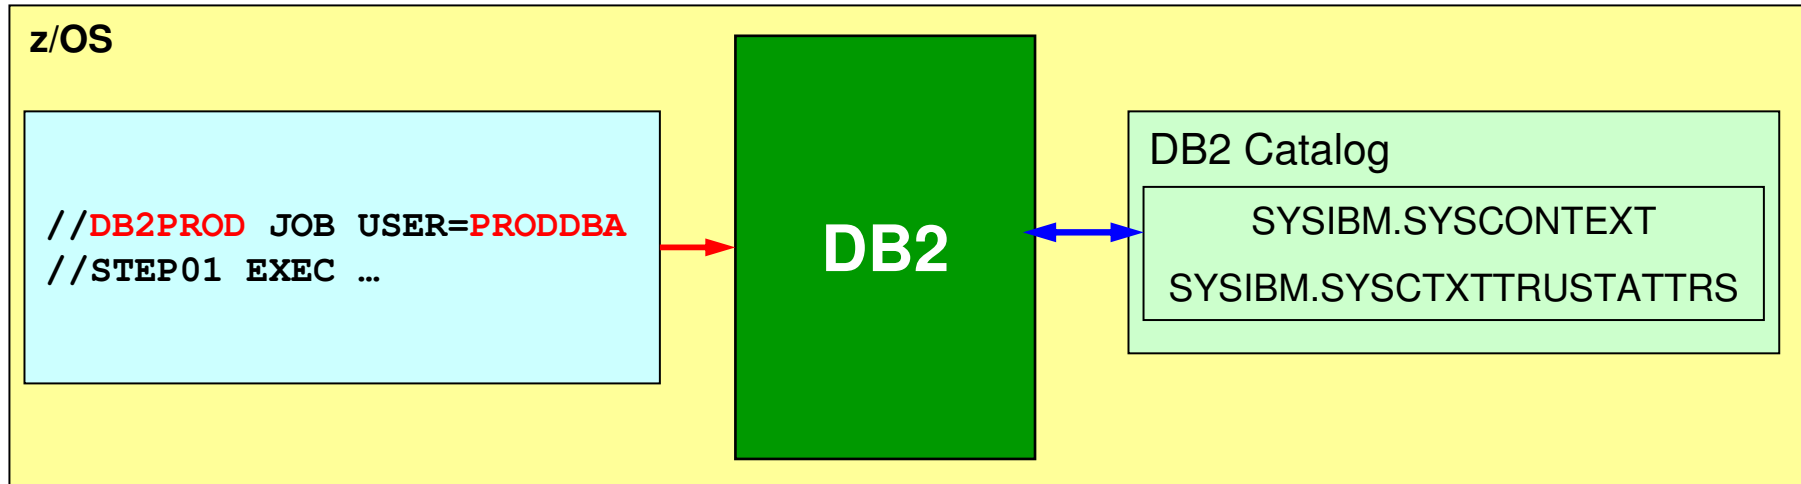 z/OS
//DB2PROD JOB USER=PRODDBA
//STEP01 EXEC …
DB2
DB2 Catalog
SYSIBM.SYSCONTEXT
SYSIBM.SYSCTXTTRUSTATTRS